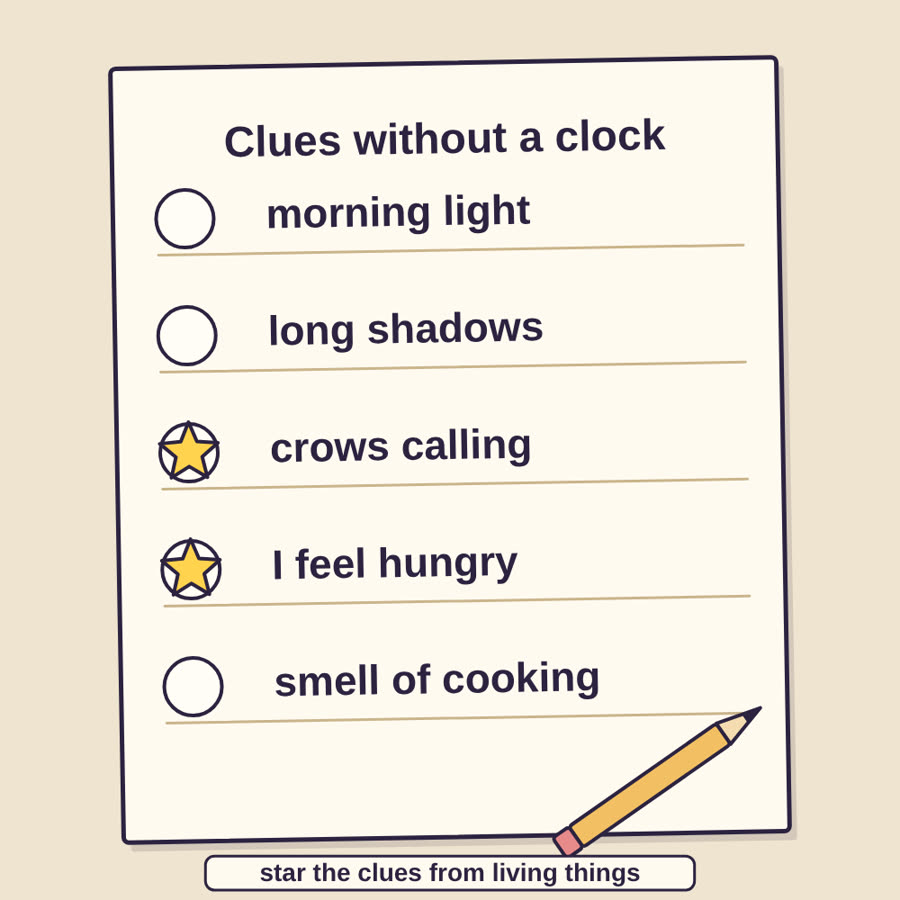 Clues without a clock
morning light
long shadows
crows calling
I feel hungry
smell of cooking
star the clues from living things